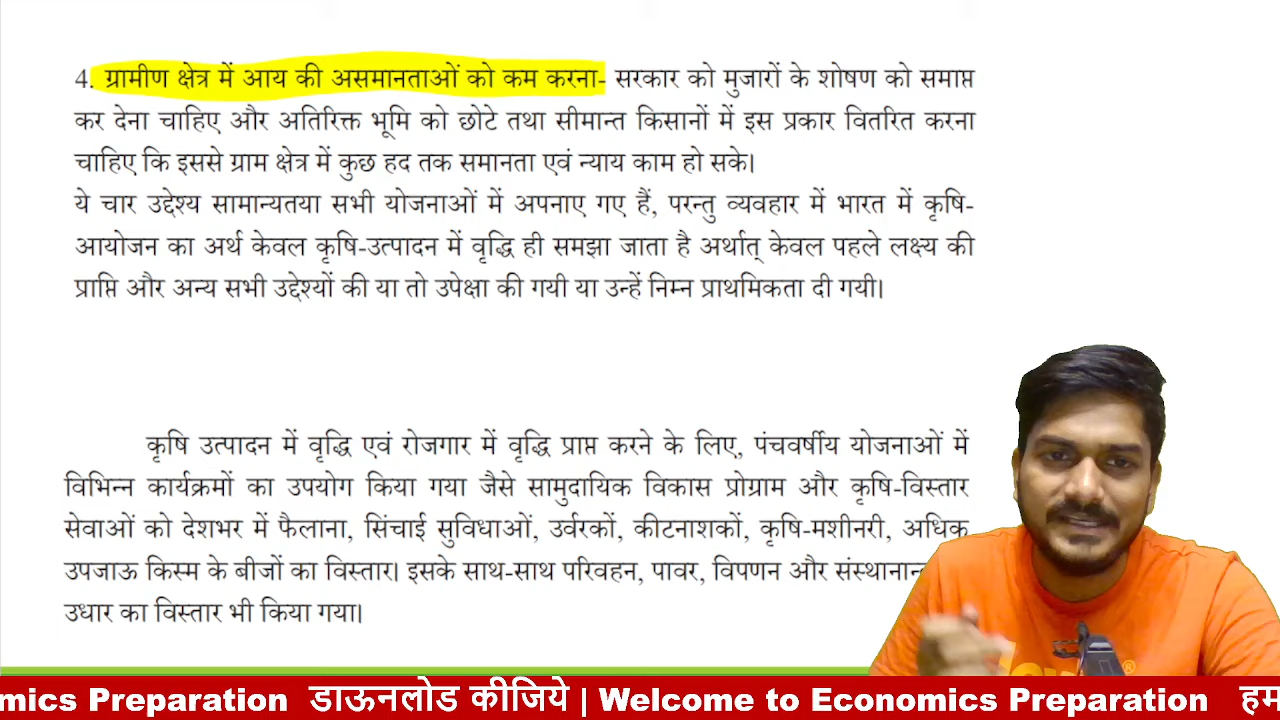 4. ग्रामीण क्षेत्र में आय की असमानताओं को कम करना- सरकार को मुजारों के शोषण को समाप्त
कर देना चाहिए और अतिरिक्त भूमि को छोटे तथा सीमान्त किसानों में इस प्रकार वितरित करना
चाहिए कि इससे ग्राम क्षेत्र में कुछ हद तक समानता एवं न्याय काम हो सके।
ये चार उद्देश्य सामान्यतया सभी योजनाओं में अपनाए गए हैं, परन्तु व्यवहार में भारत में कृषि-
आयोजन का अर्थ केवल कृषि-उत्पादन में वृद्धि ही समझा जाता है अर्थात् केवल पहले लक्ष्य की
प्राप्ति और अन्य सभी उद्देश्यों की या तो उपेक्षा की गयी या उन्हें निम्न प्राथमिकता दी गयी।
कृषि उत्पादन में वृद्धि एवं रोजगार में वृद्धि प्राप्त करने के लिए, पंचवर्षीय योजनाओं में
विभिन्न कार्यक्रमों का उपयोग किया गया जैसे सामुदायिक विकास प्रोग्राम और कृषि-विस्तार
सेवाओं को देशभर में फैलाना, सिंचाई सुविधाओं, उर्वरकों, कीटनाशकों, कृषि-मशीनरी, अधिक
उपजाऊ किस्म के बीजों का विस्तार। इसके साथ-साथ परिवहन, पावर, विपणन और
उधार का विस्तार भी किया गया।
mics Preparation डाऊनलोड कीजिये | Welcome to Economics Preparation हम